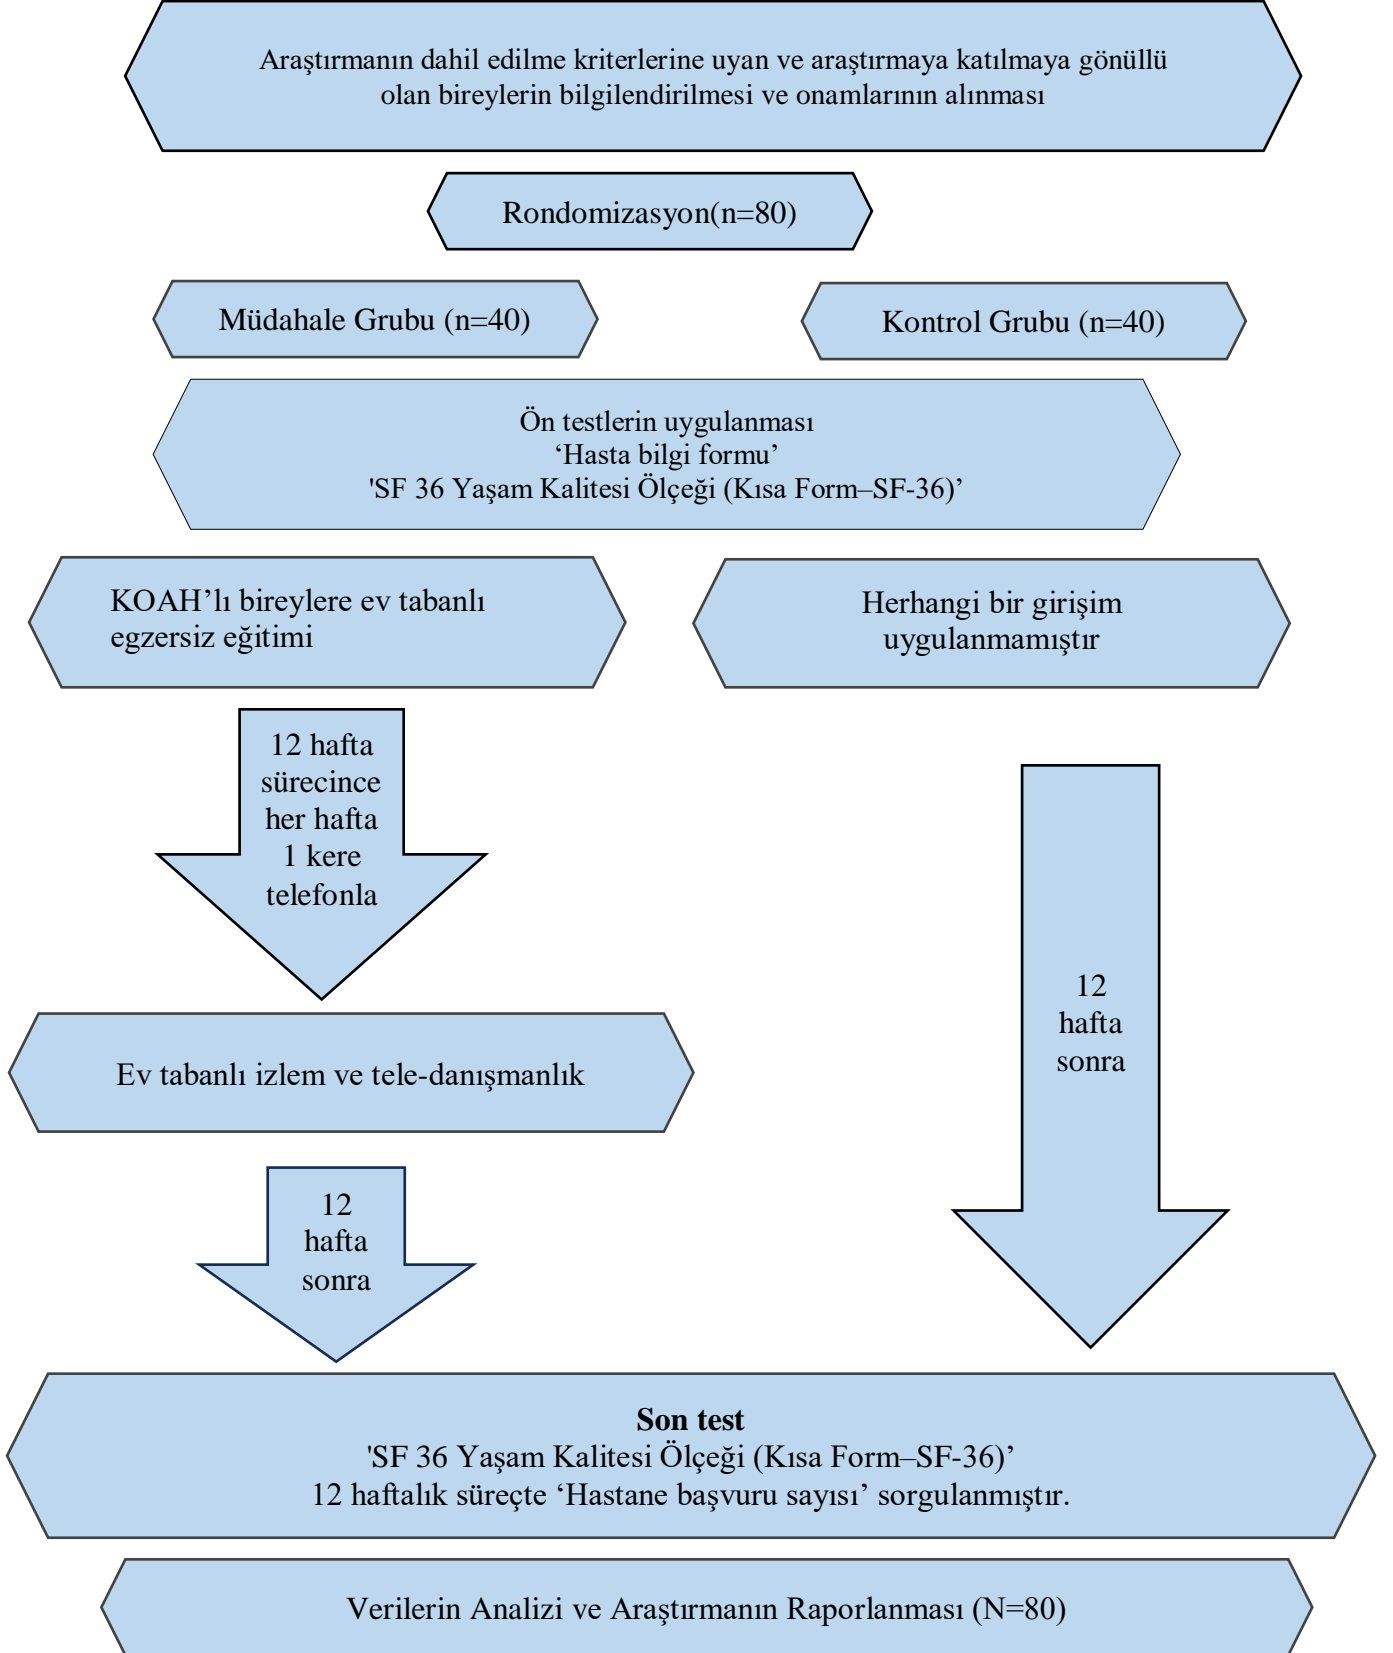 Araştırmanın dahil edilme kriterlerine uyan ve araştırmaya katılmaya gönüllü
olan bireylerin bilgilendirilmesi ve onamlarının alınması
Rondomizasyon(n=80)
Müdahale Grubu (n=40)
Kontrol Grubu (n=40)
Ön testlerin uygulanması
‘Hasta bilgi formu’
'SF 36 Yaşam Kalitesi Ölçeği (Kısa Form–SF-36)’
KOAH’lı bireylere ev tabanlı
egzersiz eğitimi
Herhangi bir girişim
uygulanmamıştır
12 hafta
sürecince
her hafta
1 kere
telefonla
Ev tabanlı izlem ve tele-danışmanlık
12
hafta
sonra
12
hafta
sonra
Son test
'SF 36 Yaşam Kalitesi Ölçeği (Kısa Form–SF-36)’
12 haftalık süreçte ‘Hastane başvuru sayısı’ sorgulanmıştır.
Verilerin Analizi ve Araştırmanın Raporlanması (N=80)